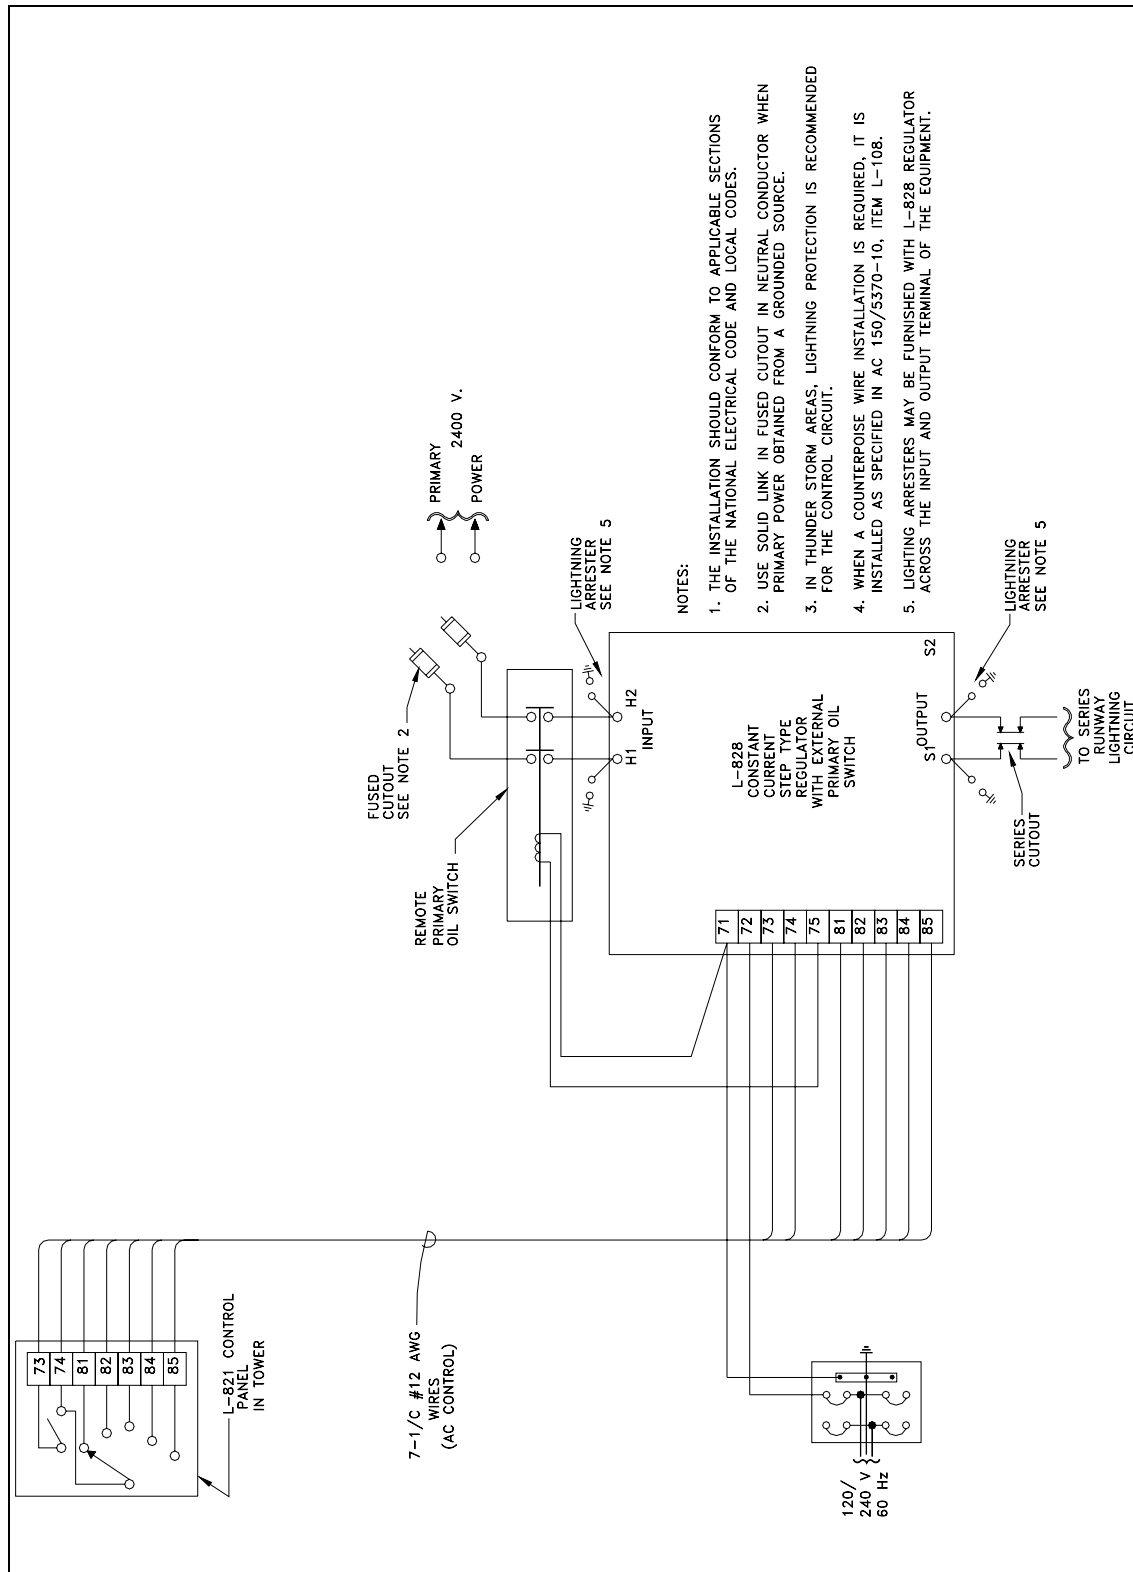 PRIMARY
2400 V.
POWER
FUSED
CUTOUT
SEE NOTE 2
LIGHTNING
ARRESTER
SEE NOTE 5
REMOTE
PRIMARY
OIL SWITCH
H1
H2
INPUT
L-828
CONSTANT
CURRENT
STEP TYPE
REGULATOR
WITH EXTERNAL
PRIMARY OIL
SWITCH
S1
OUTPUT
S2
71
72
73
74
75
81
82
83
84
85
LIGHTNING
ARRESTER
SEE NOTE 5
SERIES
CUTOUT
TO SERIES
RUNWAY
LIGHTNING
CIRCUIT
NOTES:
1. THE INSTALLATION SHOULD CONFORM TO APPLICABLE SECTIONS
OF THE NATIONAL ELECTRICAL CODE AND LOCAL CODES.
2. USE SOLID LINK IN FUSED CUTOUT IN NEUTRAL CONDUCTOR WHEN
PRIMARY POWER OBTAINED FROM A GROUNDED SOURCE.
3. IN THUNDER STORM AREAS, LIGHTNING PROTECTION IS RECOMMENDED
FOR THE CONTROL CIRCUIT.
4. WHEN A COUNTERPOISE WIRE INSTALLATION IS REQUIRED, IT IS
INSTALLED AS SPECIFIED IN AC 150/5370-10, ITEM L-108.
5. LIGHTING ARRESTERS MAY BE FURNISHED WITH L-828 REGULATOR
ACROSS THE INPUT AND OUTPUT TERMINAL OF THE EQUIPMENT.
73
74
81
82
83
84
85
L-821 CONTROL
PANEL
IN TOWER
7-1/C #12 AWG
WIRES
(AC CONTROL)
120/
240 V
60 Hz